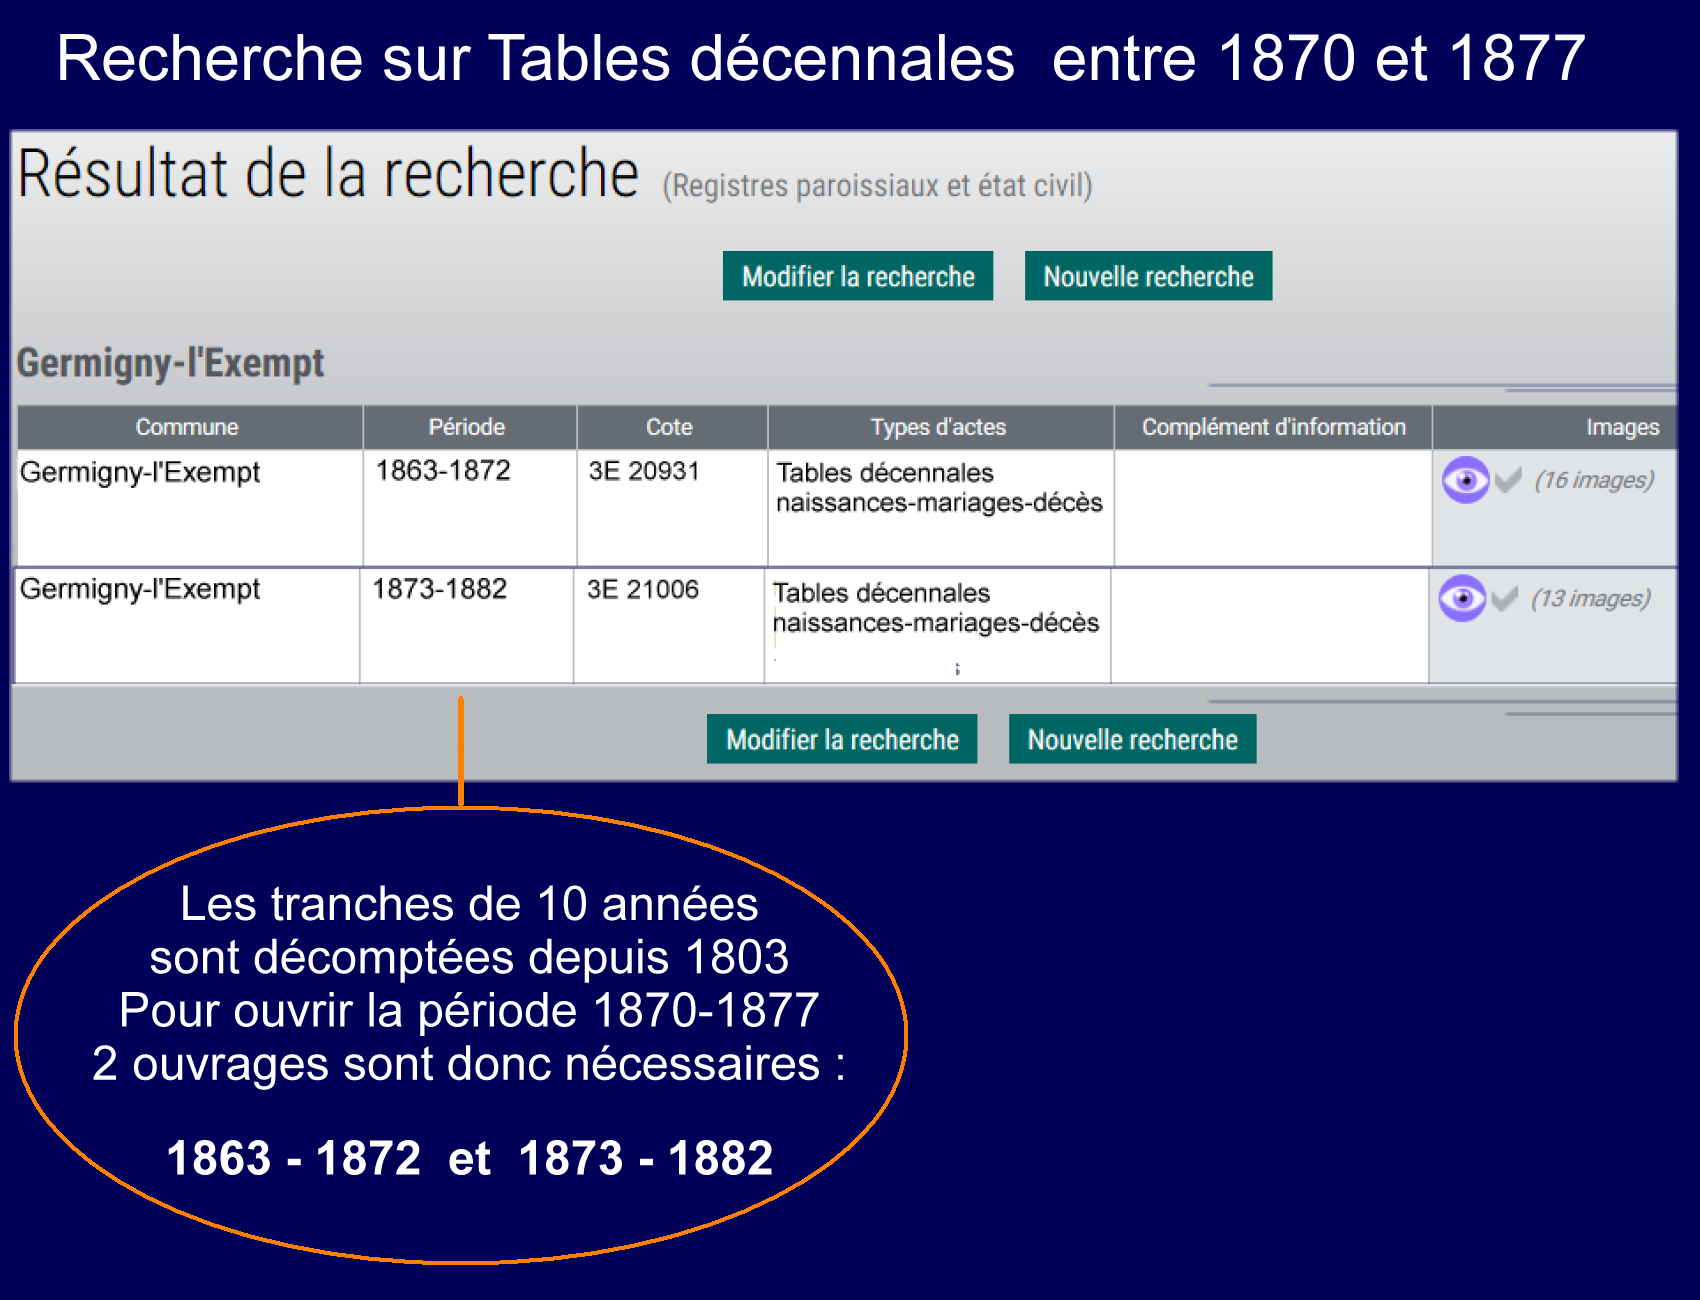 Recherche sur Tables décennales entre 1870 et 1877
Résultat de la recherche (Registres paroissiaux et état civil)
Modifier la recherche Nouvelle recherche
Germigny-l'Exempt
Commune Période Cote Types d'actes Complément d'information Images
Germigny-l'Exempt 1863-1872 3E 20931 Tables décennales (16 images)
naissances-mariages-décès
Germigny-l'Exempt 1873-1882 3E 21006 Tables décennales (13 images)
naissances-mariages-décès
Modifier la recherche Nouvelle recherche
Les tranches de 10 années
sont décomptées depuis 1803
Pour ouvrir la période 1870-1877
2 ouvrages sont donc nécessaires :
1863 - 1872 et 1873 - 1882